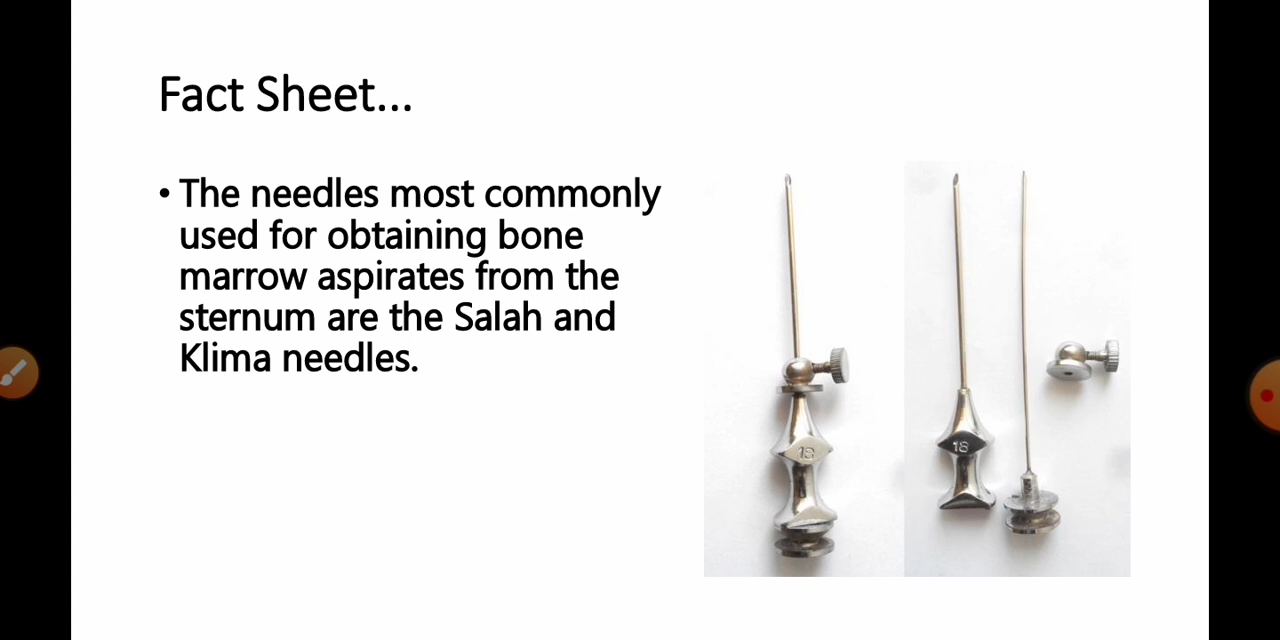 Fact Sheet...
• The needles most commonly
used for obtaining bone
marrow aspirates from the
sternum are the Salah and
Klima needles.
18
18